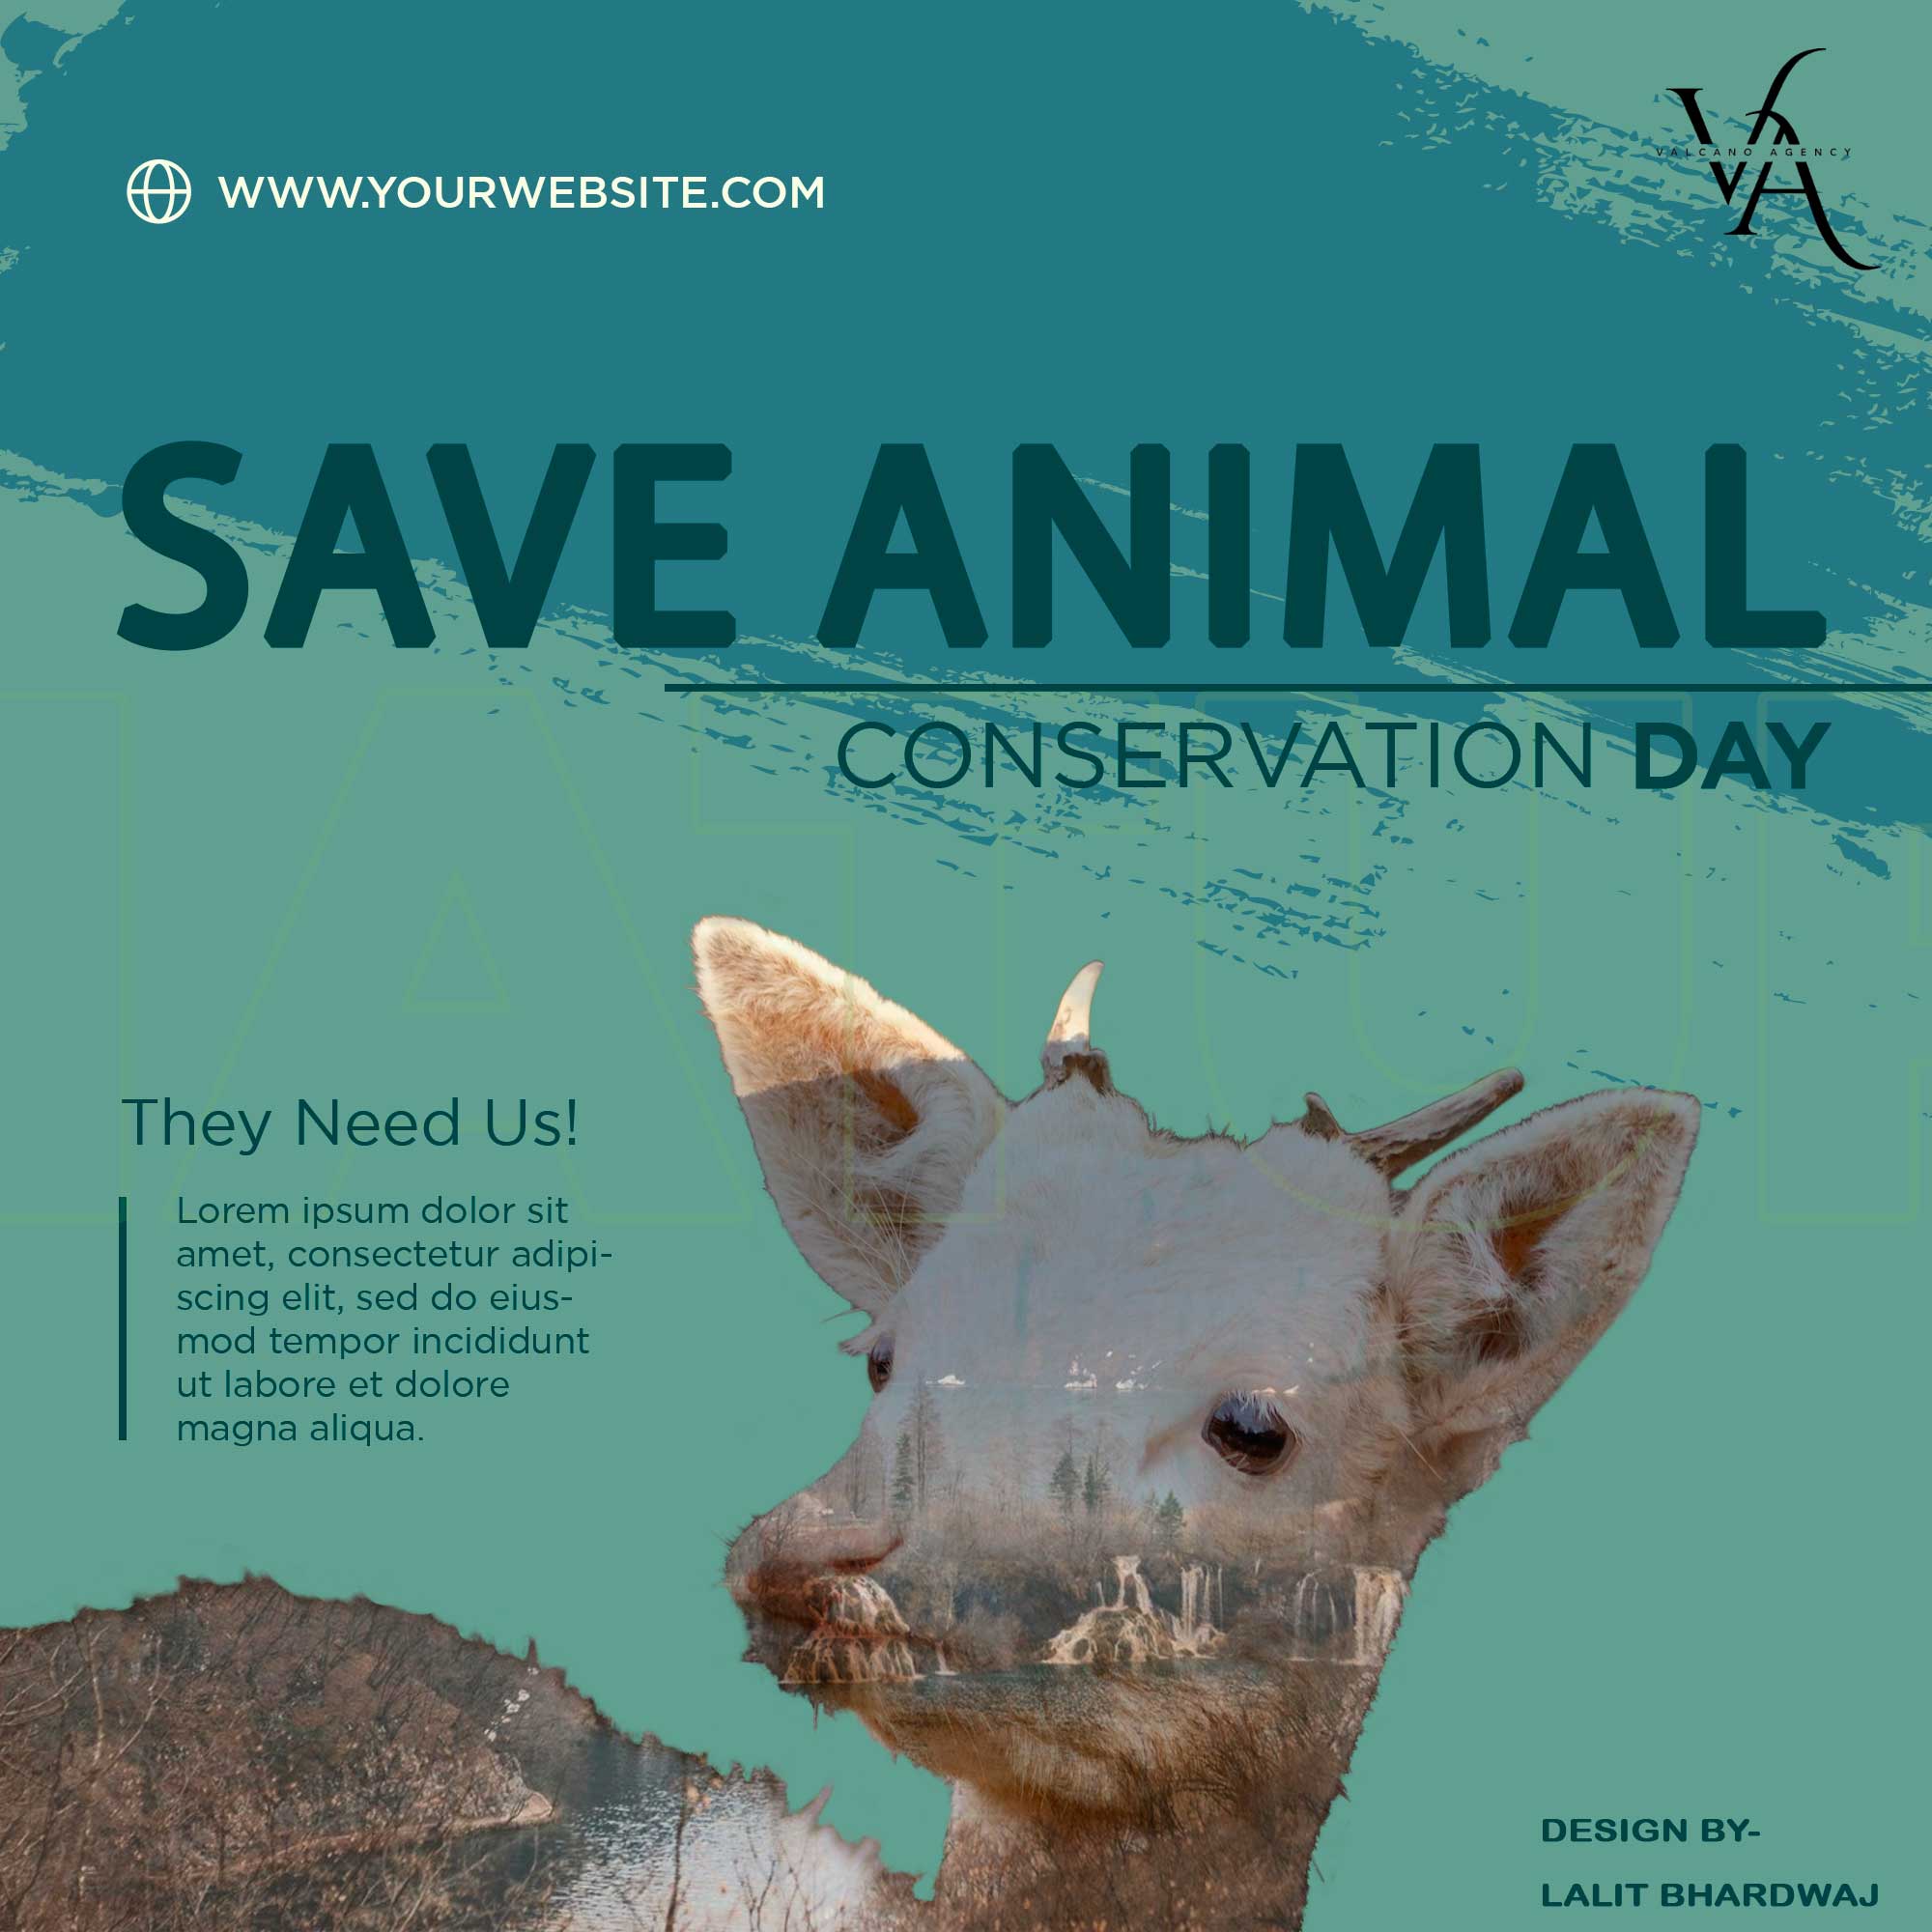 WWW.YOURWEBSITE.COM
VALCANO AGENCY
SAVE ANIMAL
CONSERVATION DAY
They Need Us!
Lorem ipsum dolor sit
amet, consectetur adipi-
scing elit, sed do eius-
mod tempor incididunt
ut labore et dolore
magna aliqua.
DESIGN BY-
LALIT BHARDWAJ